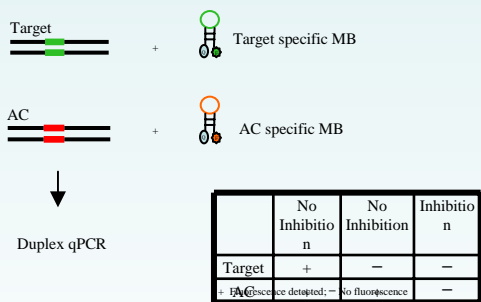 Target
+ Target specific MB
AC
+ AC specific MB
Duplex qPCR
No Inhibitio No Inhibitio
Inhibitio n Inhibition n
n
Target + − −
AC −
+ Fluorescence detected; − No fluorescence